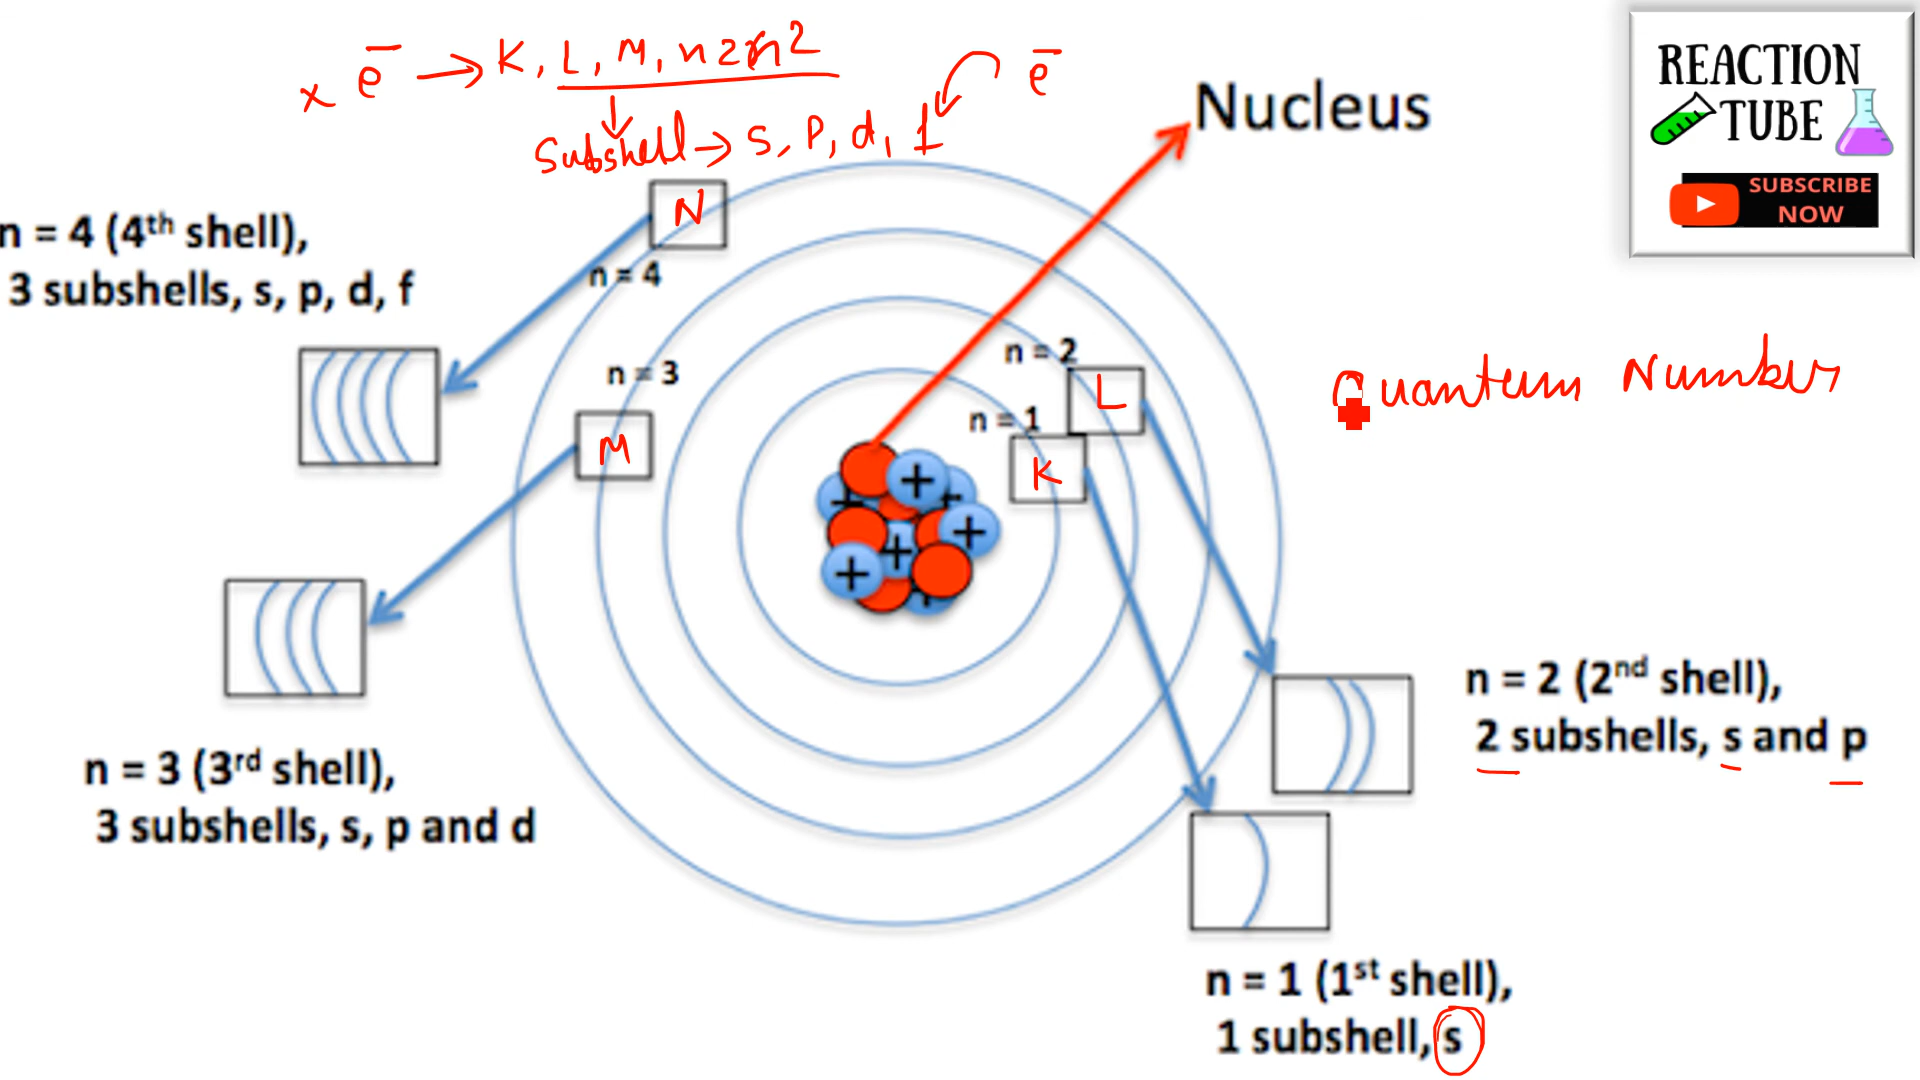 x e⁻ → K, L, M, n 2n²
Subshell → s, p, d, f
e⁻
Nucleus
REACTION
TUBE
SUBSCRIBE
NOW
N
n = 4 (4th shell),
3 subshells, s, p, d, f
n = 4
n = 3
n = 2
L
n = 1
K
M
Quantum Number
+ + + + + + +
n = 3 (3rd shell),
3 subshells, s, p and d
n = 2 (2nd shell),
2 subshells, s and p
n = 1 (1st shell),
1 subshell, s